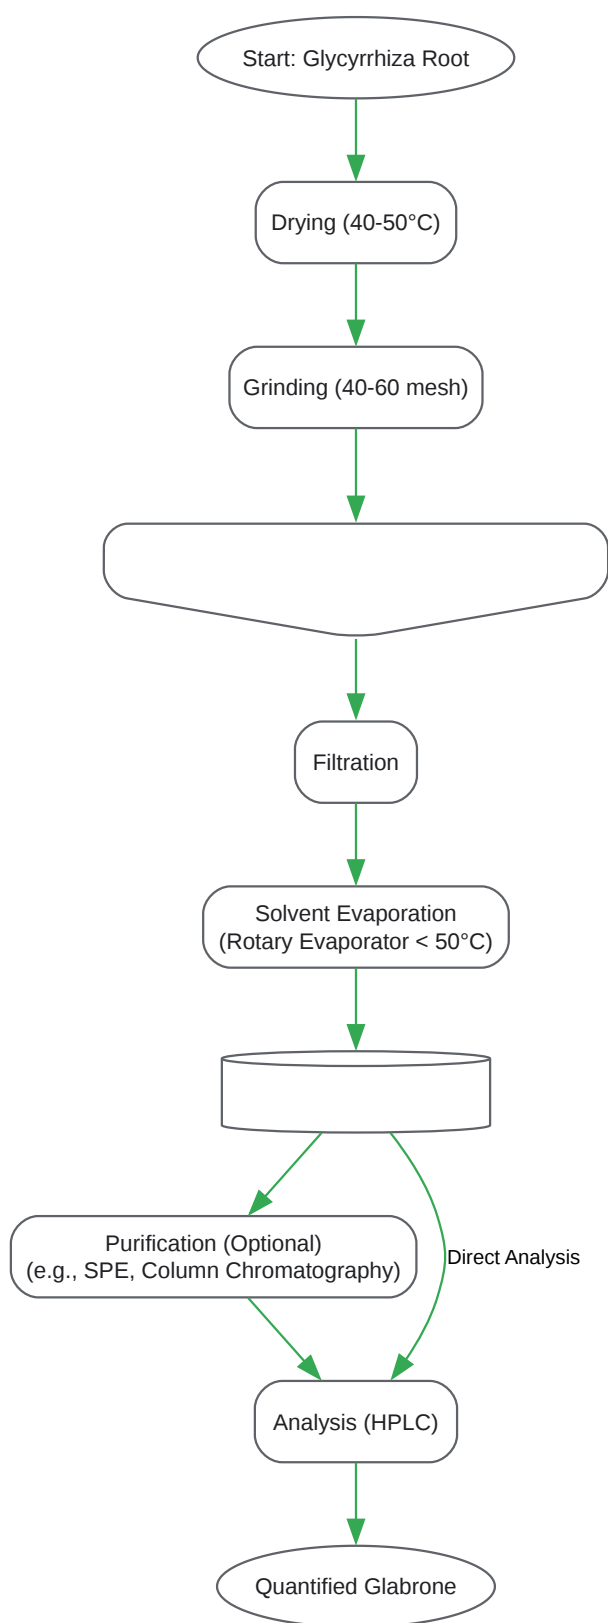 Start: Glycyrrhiza Root
Drying (40-50°C)
Grinding (40-60 mesh)
Filtration
Solvent Evaporation
(Rotary Evaporator < 50°C)
Purification (Optional)
(e.g., SPE, Column Chromatography)
Direct Analysis
Analysis (HPLC)
Quantified Glabrone